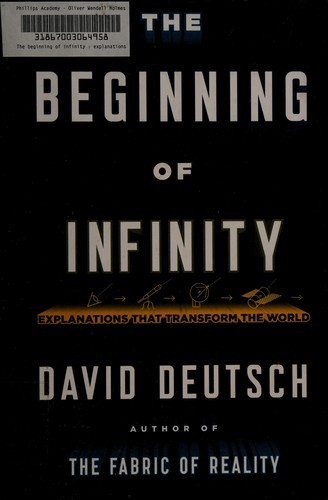 Phillips Academy - Oliver Wendell Holmes
31867003064958
The beginning of infinity : explanations
THE
BEGINNING
OF
INFINITY
EXPLANATIONS THAT TRANSFORM THE WORLD
DAVID DEUTSCH
AUTHOR OF
THE FABRIC OF REALITY